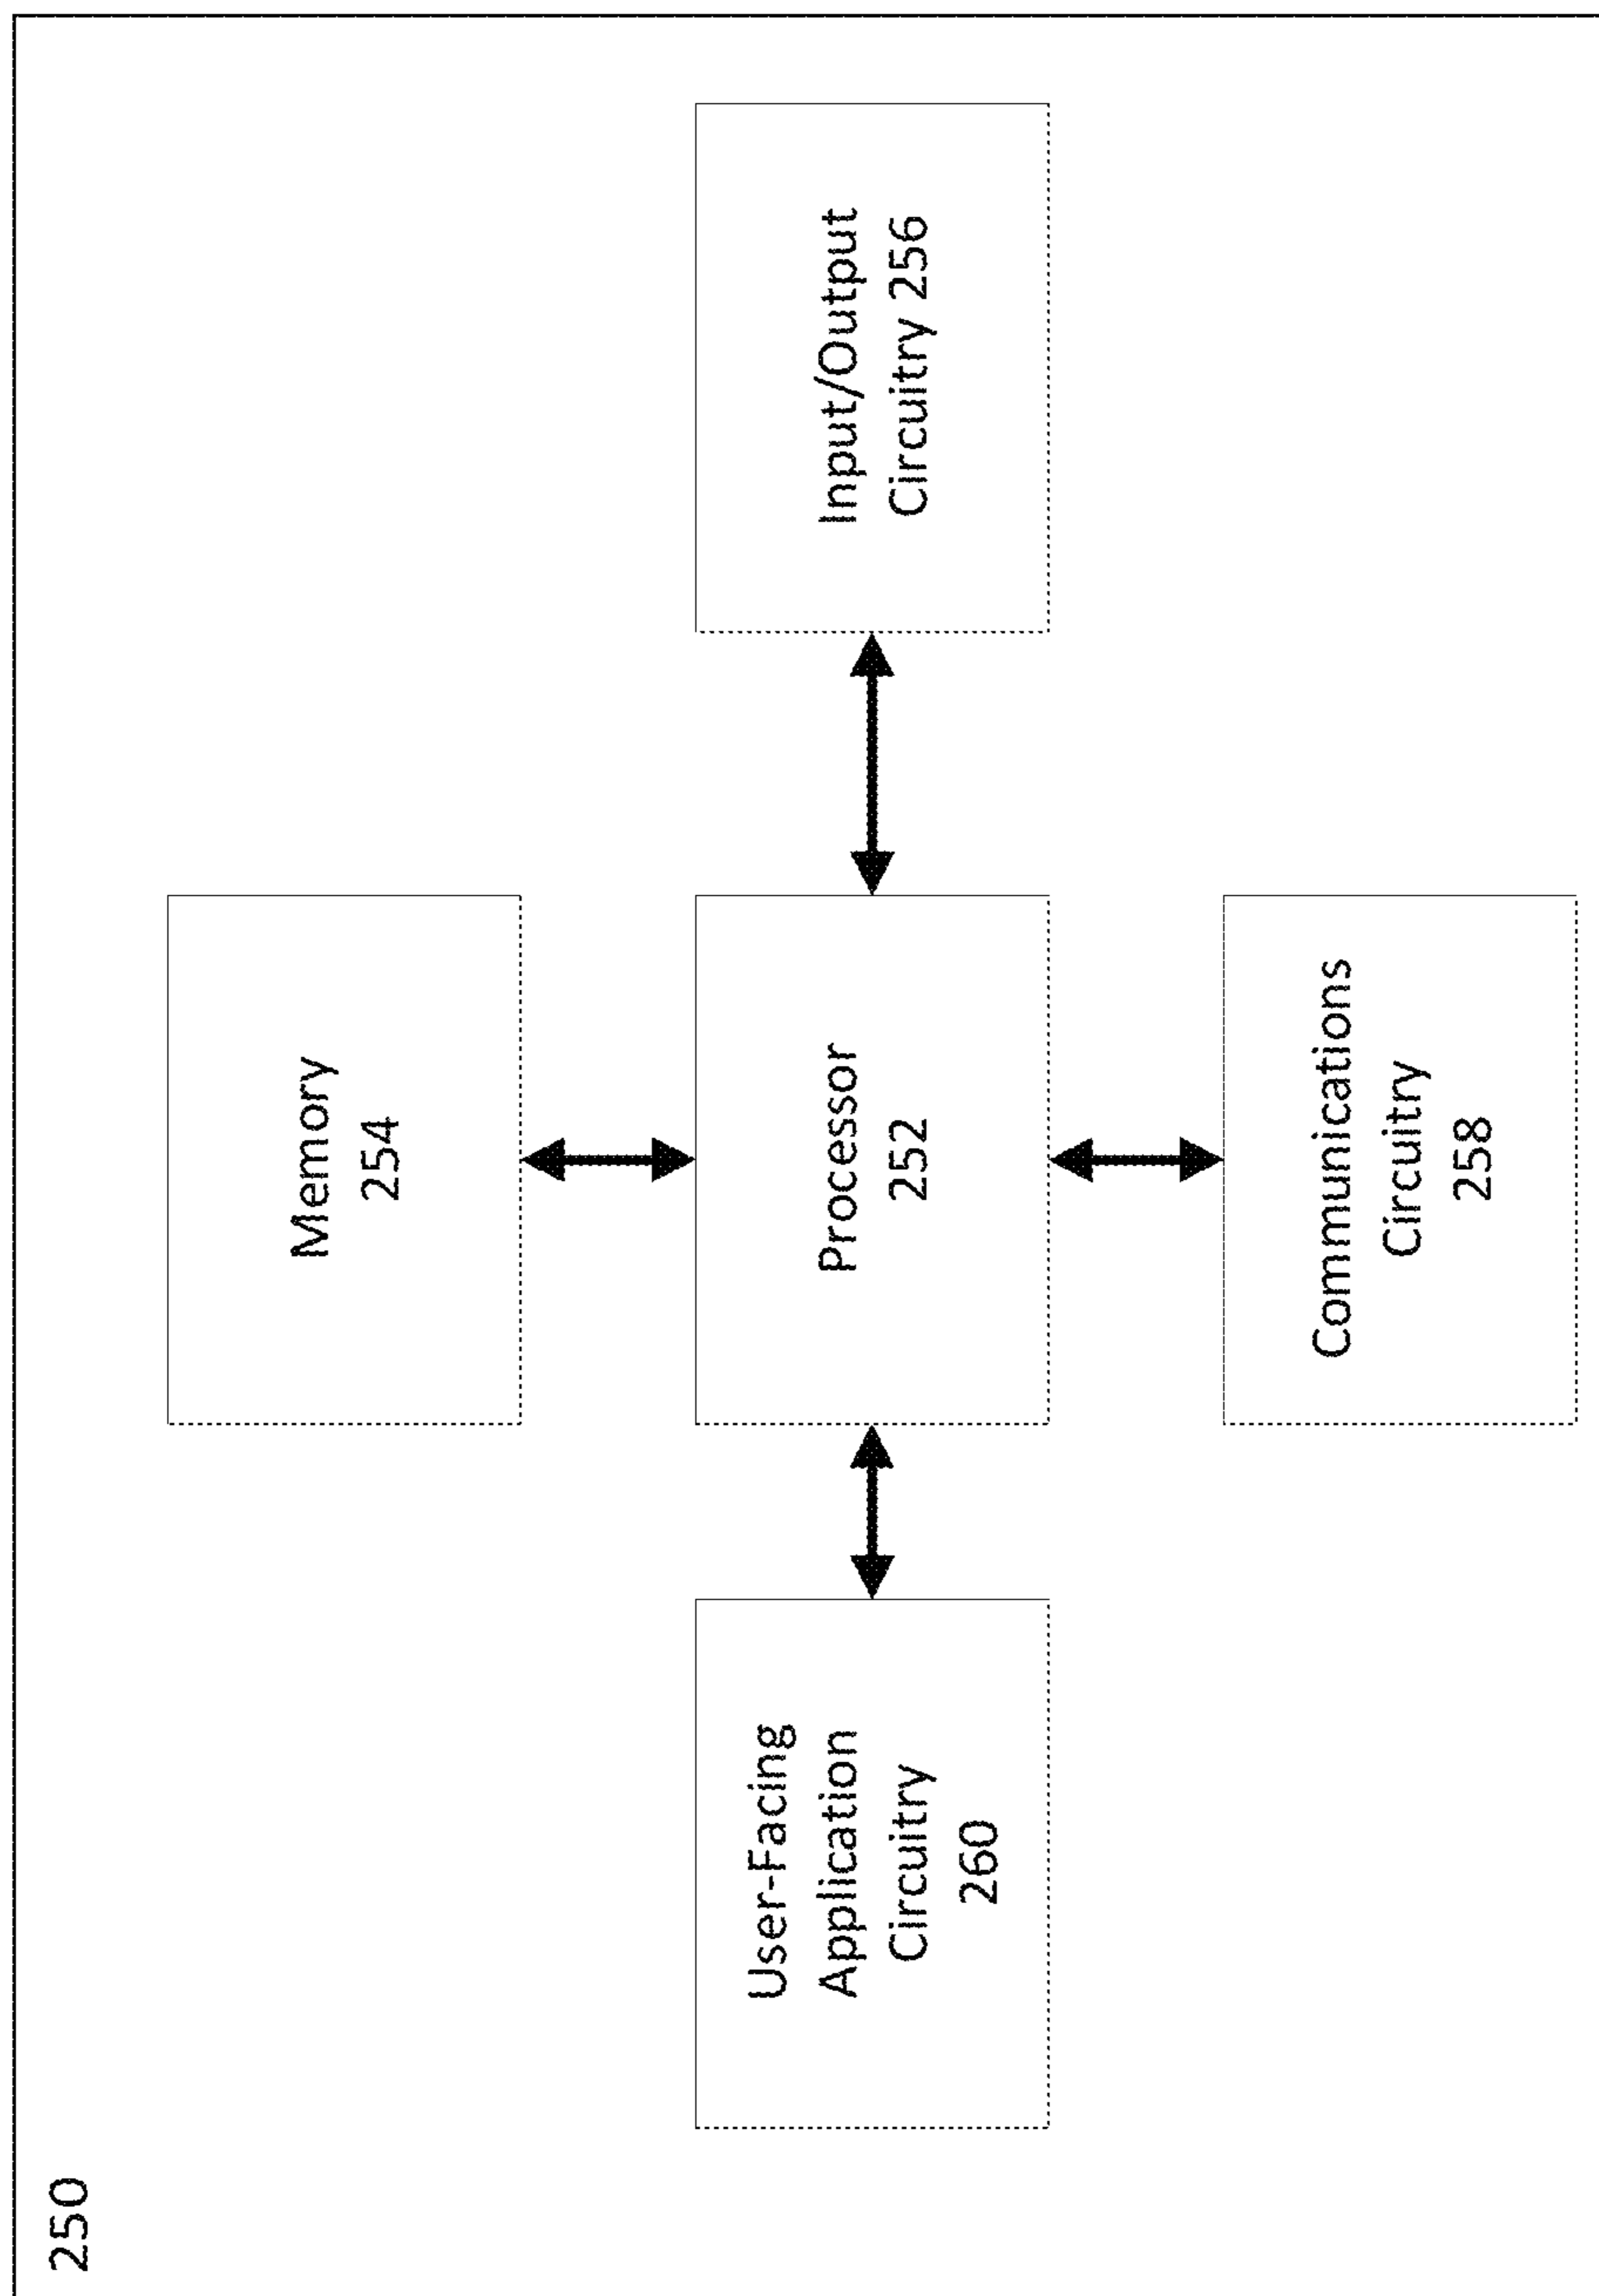 250
Memory
254
User-Facing
Application
Circuitry
260
Processor
252
Input/Output
Circuitry 256
Communications
Circuitry
258